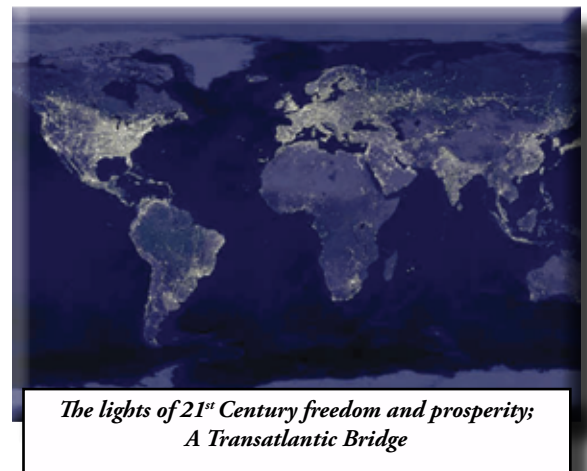 The lights of 21st Century freedom and prosperity;
A Transatlantic Bridge